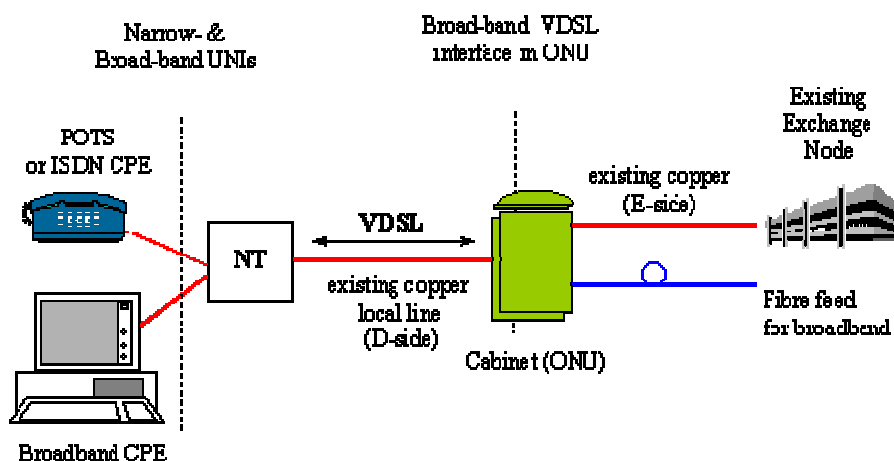 Narrow- &
Broad-band UNIs
Broad-band VDSL
interface in ONU
Existing
Exchange
Node
POTS
or ISDN CPE
existing copper
(E-side)
VDSL
NT
existing copper
local line
(D-side)
Fibre feed
for broadband
Cabinet (ONU)
Broadband CPE